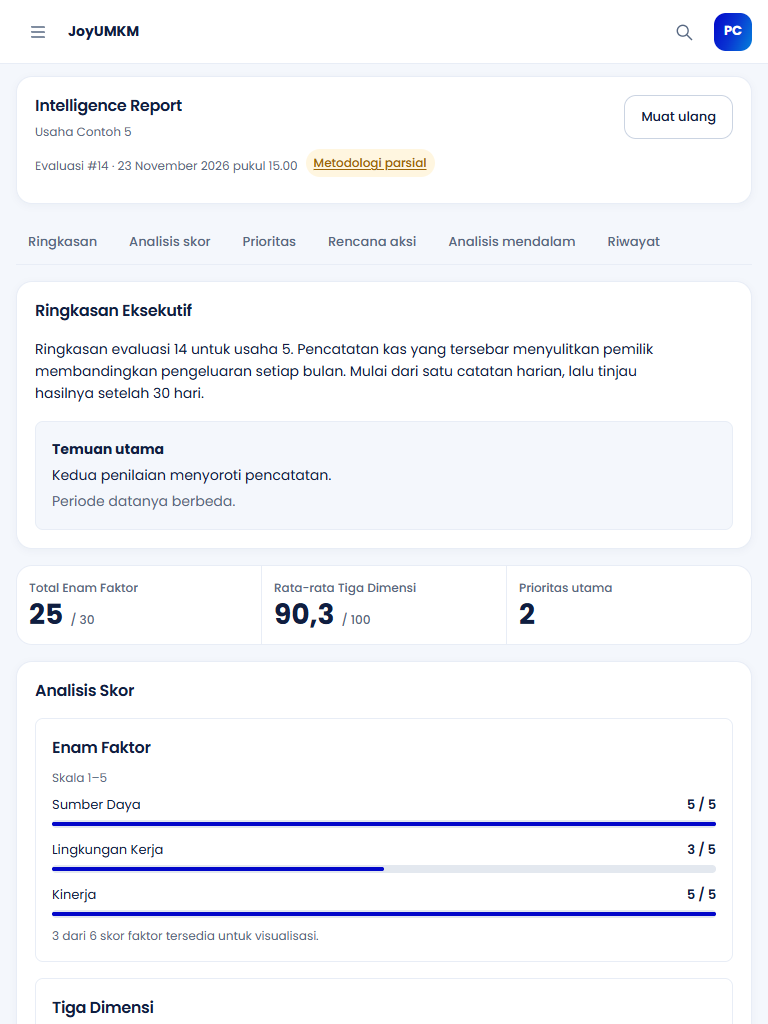 JoyUMKM
PC
Intelligence Report
Usaha Contoh 5
Evaluasi #14 · 23 November 2026 pukul 15.00
Metodologi parsial
Muat ulang
Ringkasan
Analisis skor
Prioritas
Rencana aksi
Analisis mendalam
Riwayat
Ringkasan Eksekutif
Ringkasan evaluasi 14 untuk usaha 5. Pencatatan kas yang tersebar menyulitkan pemilik
membandingkan pengeluaran setiap bulan. Mulai dari satu catatan harian, lalu tinjau
hasilnya setelah 30 hari.
Temuan utama
Kedua penilaian menyoroti pencatatan.
Periode datanya berbeda.
Total Enam Faktor
25 / 30
Rata-rata Tiga Dimensi
90,3 / 100
Prioritas utama
2
Analisis Skor
Enam Faktor
Skala 1–5
Sumber Daya 5 / 5
Lingkungan Kerja 3 / 5
Kinerja 5 / 5
3 dari 6 skor faktor tersedia untuk visualisasi.
Tiga Dimensi